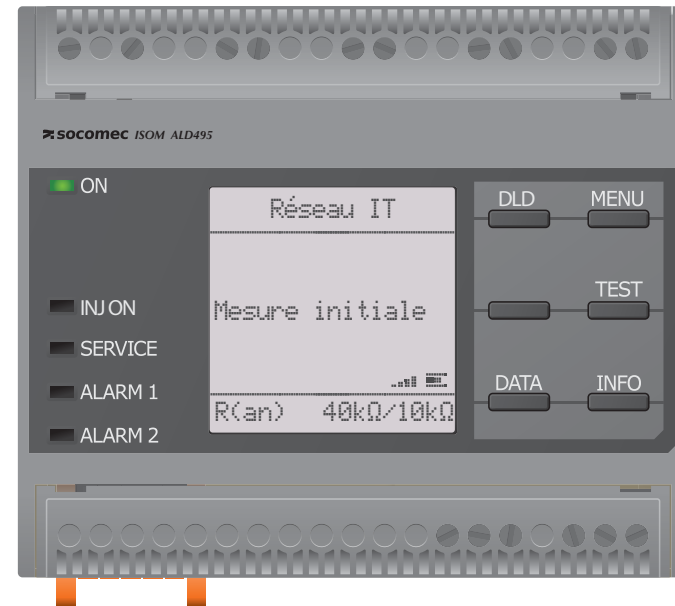 socomec ISOM ALD495
ON
INJ ON
SERVICE
ALARM 1
ALARM 2
Réseau IT
Mesure initiale
R(an) 40kΩ/10kΩ
DLD MENU
TEST
DATA INFO